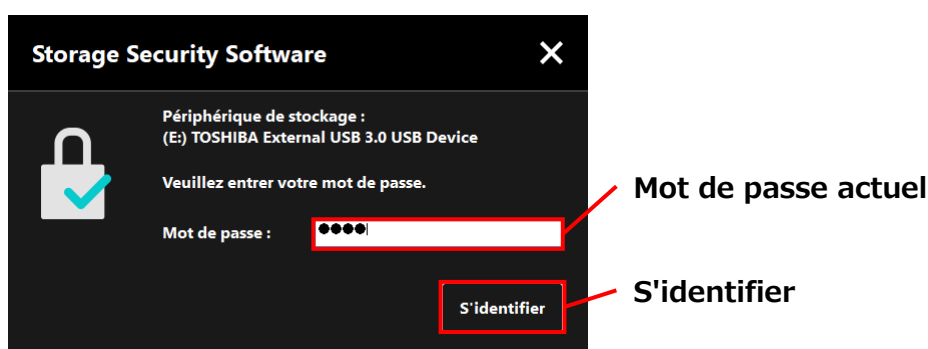 Storage Security Software
Périphérique de stockage :
(E:) TOSHIBA External USB 3.0 USB Device
Veuillez entrer votre mot de passe.
Mot de passe :
Mot de passe actuel
S'identifier
S'identifier